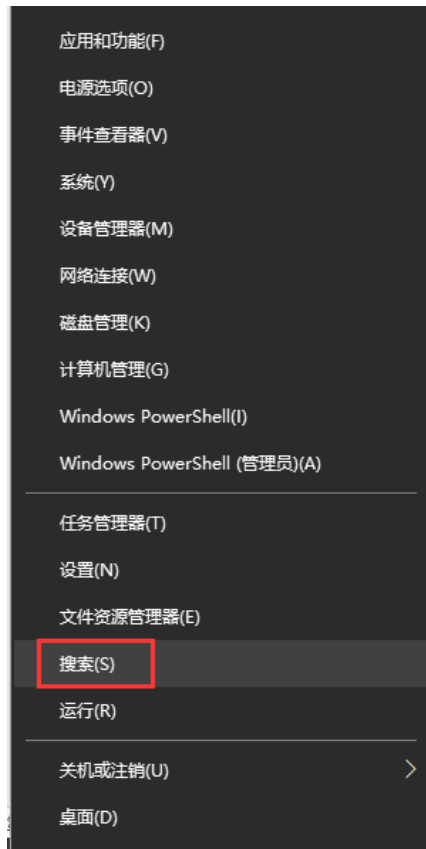 应用和功能(F)
电源选项(O)
事件查看器(V)
系统(Y)
设备管理器(M)
网络连接(W)
磁盘管理(K)
计算机管理(G)
Windows PowerShell(I)
Windows PowerShell (管理员)(A)
任务管理器(T)
设置(N)
文件资源管理器(E)
搜索(S)
运行(R)
关机或注销(U)
桌面(D)